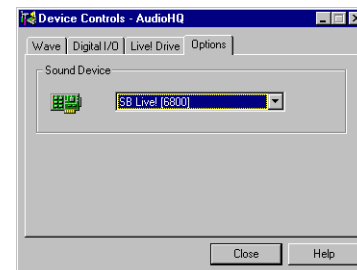 Device Controls - AudioHQ
Wave Digital I/O Live! Drive Options
Sound Device
SB Live! [6800]
Close Help